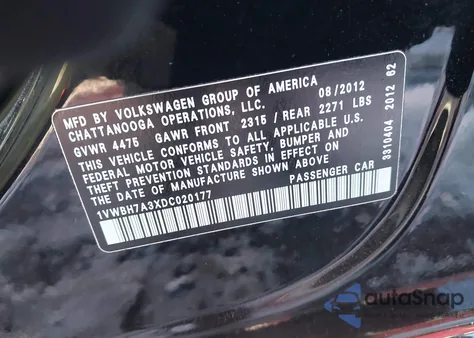 MFD BY VOLKSWAGEN GROUP OF AMERICA
CHATTANOOGA OPERATIONS, LLC. 08/2012
GVWR 4475 GAWR FRONT 2315 / REAR 2271 LBS
THIS VEHICLE CONFORMS TO ALL APPLICABLE U.S.
FEDERAL MOTOR VEHICLE SAFETY, BUMPER AND
THEFT PREVENTION STANDARDS IN EFFECT ON
THE DATE OF MANUFACTURE SHOWN ABOVE.
1VWBH7A3XDC020177 PASSENGER CAR
3310404 2012 62
autoSnap